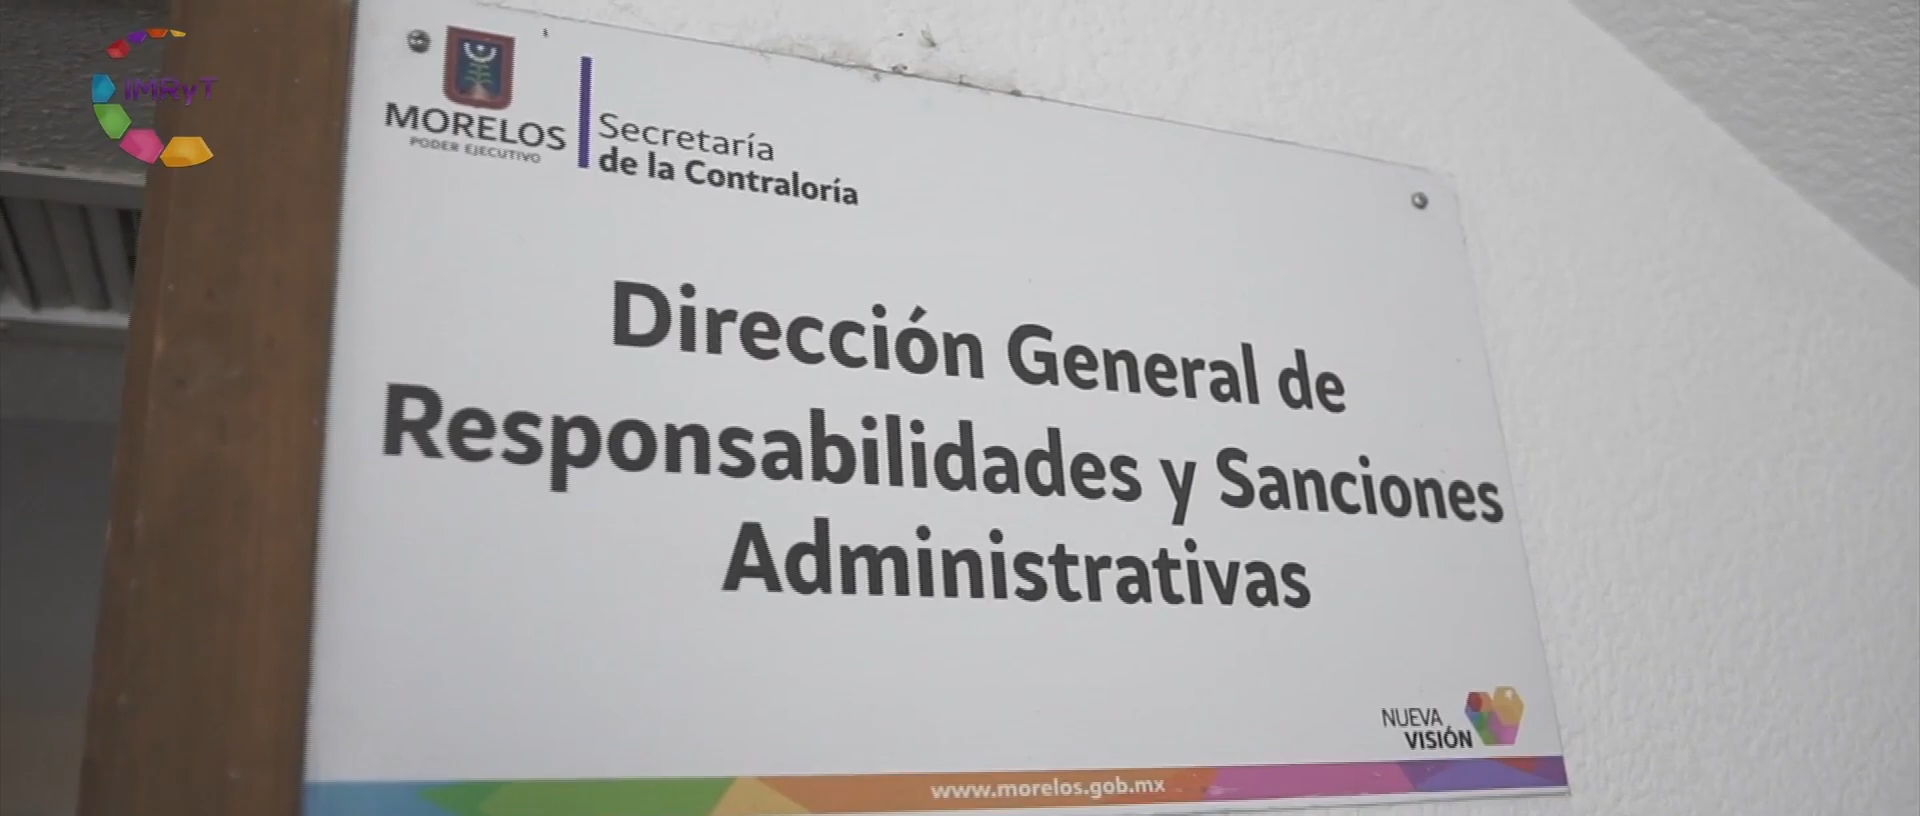 IMRyT
MORELOS
PODER EJECUTIVO
Secretaría
de la Contraloría
Dirección General de
Responsabilidades y Sanciones
Administrativas
NUEVA
VISIÓN
www.morelos.gob.mx